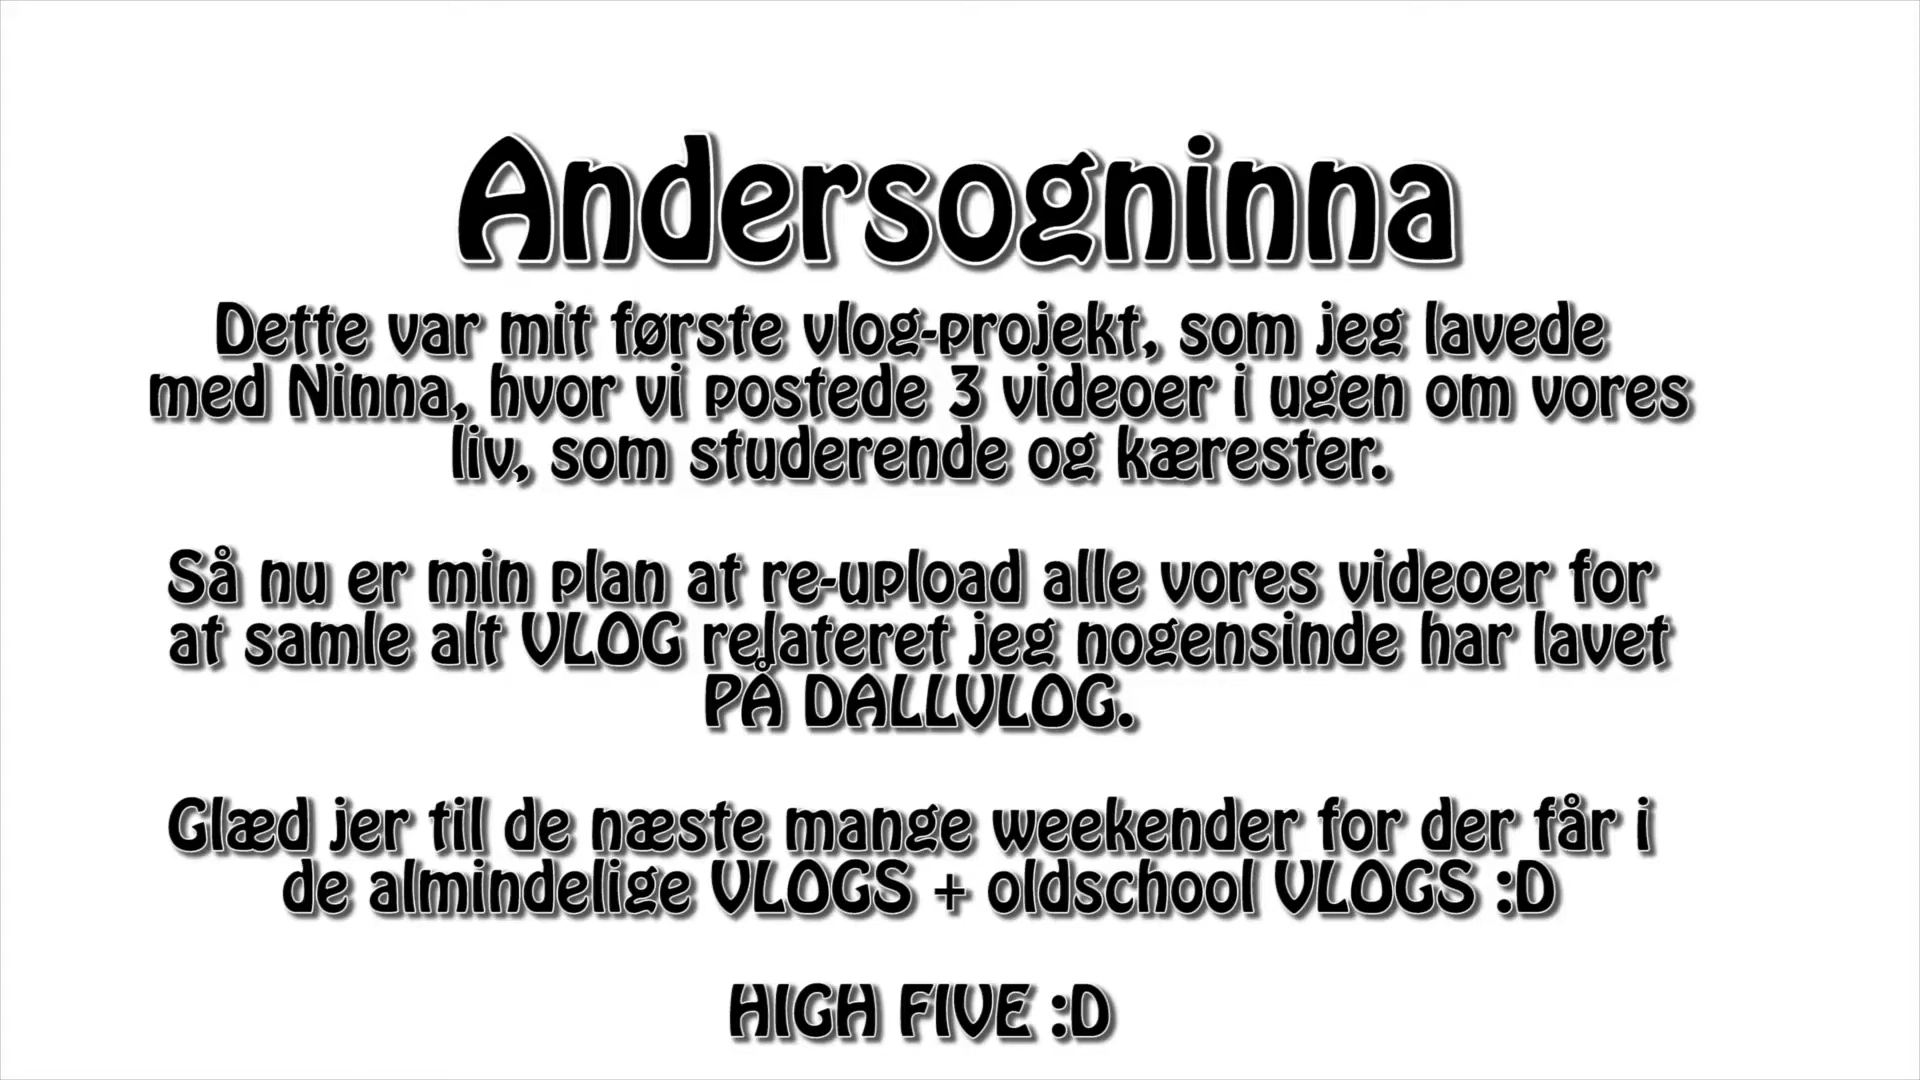 Andersogninna
Dette var mit første vlog-projekt, som jeg lavede
med Ninna, hvor vi postede 3 videoer i ugen om vores
liv, som studerende og kærester.
Så nu er min plan at re-upload alle vores videoer for
at samle alt VLOG relateret jeg nogensinde har lavet
PÅ DALLVLOG.
Glæd jer til de næste mange weekender for der får i
de almindelige VLOGS + oldschool VLOGS :D
HIGH FIVE :D